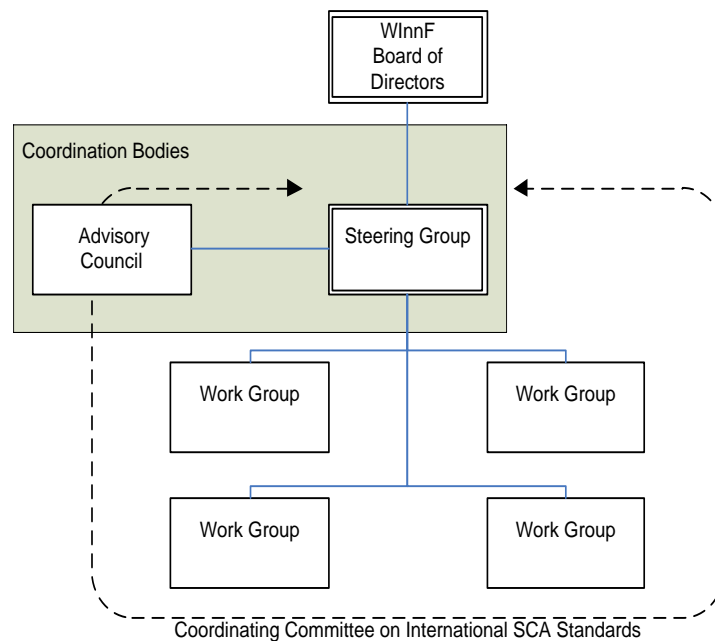 WInnF
Board of
Directors
Coordination Bodies
Advisory
Council
Steering Group
Work Group
Work Group
Work Group
Work Group
Coordinating Committee on International SCA Standards